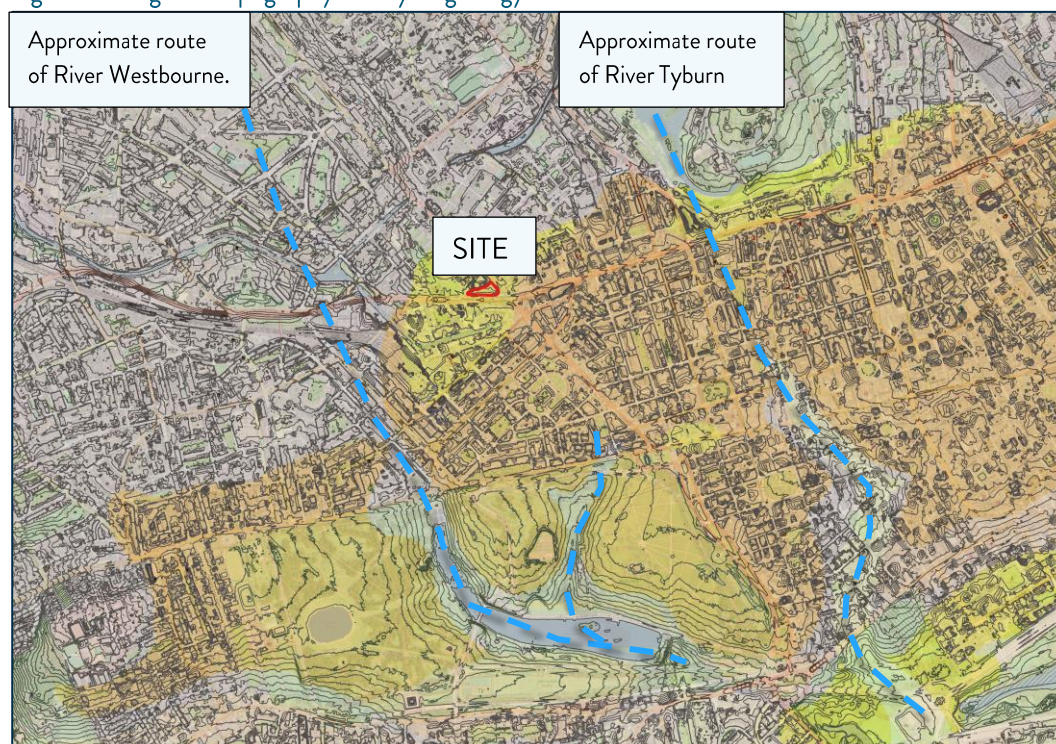 Approximate route
of River Westbourne.
Approximate route
of River Tyburn
SITE